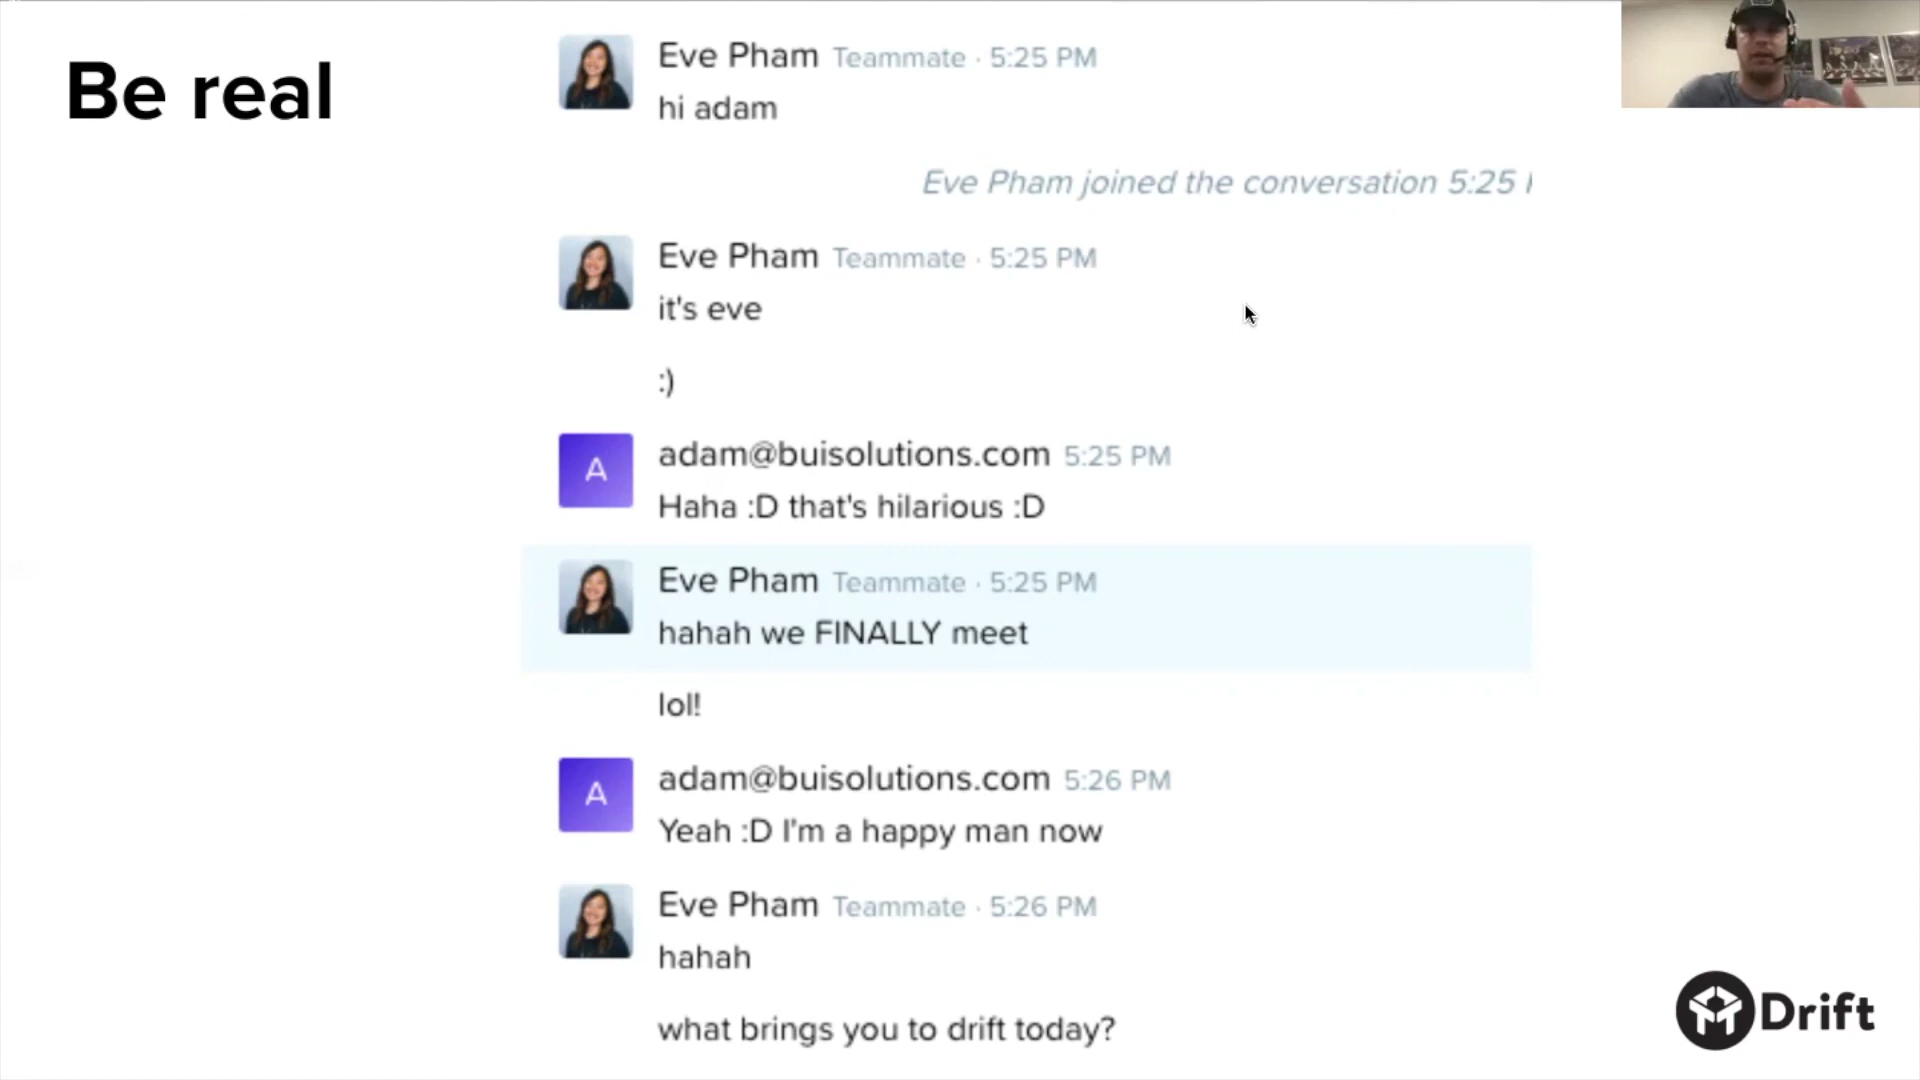 Be real
Eve Pham Teammate · 5:25 PM
hi adam
Eve Pham joined the conversation 5:25
Eve Pham Teammate · 5:25 PM
it's eve
:)
A
adam@buisolutions.com 5:25 PM
Haha :D that's hilarious :D
Eve Pham Teammate · 5:25 PM
hahah we FINALLY meet
lol!
A
adam@buisolutions.com 5:26 PM
Yeah :D I'm a happy man now
Eve Pham Teammate · 5:26 PM
hahah
what brings you to drift today?
Drift